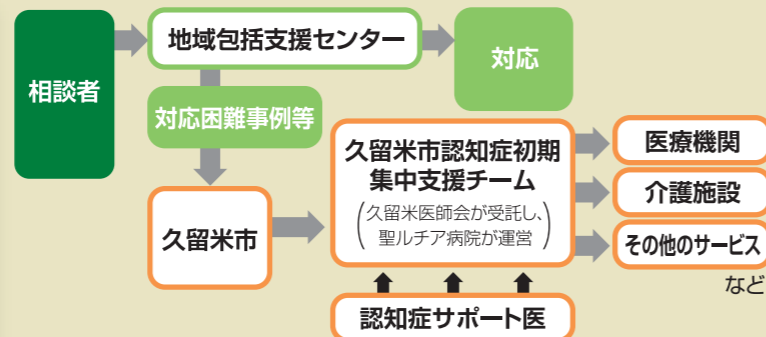 相談者
地域包括支援センター
対応
対応困難事例等
久留米市
久留米市認知症初期
集中支援チーム
(久留米医師会が受託し、
聖ルチア病院が運営)
医療機関
介護施設
その他のサービス
など
認知症サポート医